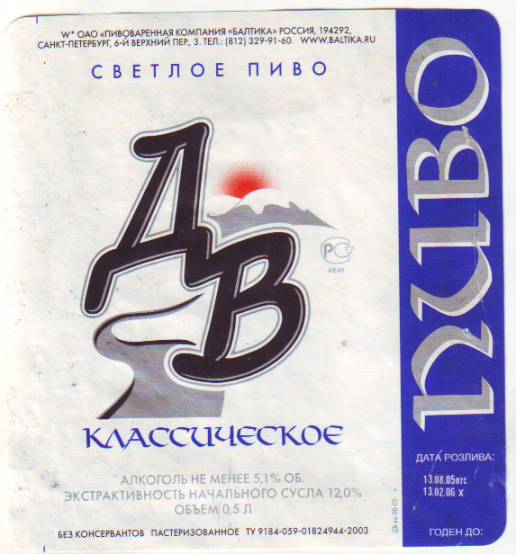 W* ОАО «ПИВОВАРЕННАЯ КОМПАНИЯ «БАЛТИКА» РОССИЯ, 194292,
САНКТ-ПЕТЕРБУРГ, 6-Й ВЕРХНИЙ ПЕР, 3. ТЕЛ.: (812) 329-91-60. WWW.BALTIKA.RU
СВЕТЛОЕ ПИВО
ДВ
РСТ
АЯ 45
КЛАССИЧЕСКОЕ
АЛКОГОЛЬ НЕ МЕНЕЕ 5,1% ОБ.
ЭКСТРАКТИВНОСТЬ НАЧАЛЬНОГО СУСЛА 12,0%
ОБЪЕМ 0,5 Л
БЕЗ КОНСЕРВАНТОВ ПАСТЕРИЗОВАННОЕ ТУ 9184-059-01824944-2003
ПИВО
ДАТА РОЗЛИВА:
13.08.05
13.02.06 X
ГОДЕН ДО: